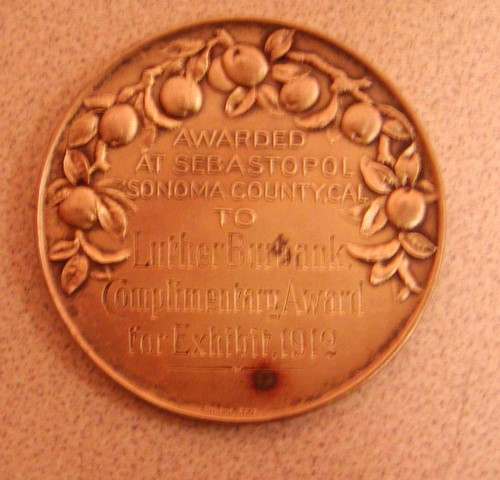 AWARDED
AT SEBASTOPOL
SONOMA COUNTY, CAL
TO
Luther Burbank,
Complimentary Award
for Exhibit, 1912